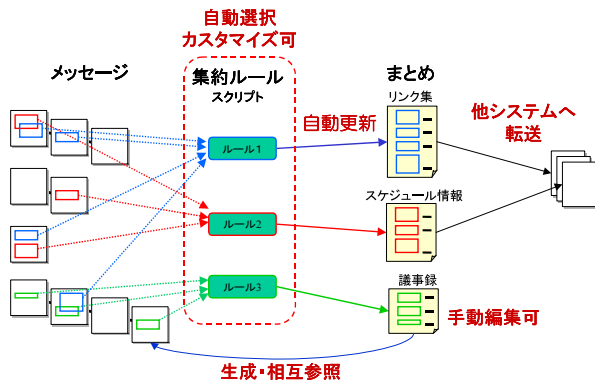 自動選択
カスタマイズ可
メッセージ
集約ルール
スクリプト
まとめ
リンク集
ルール1
自動更新
他システムへ
転送
スケジュール情報
ルール2
議事録
ルール3
手動編集可
生成・相互参照